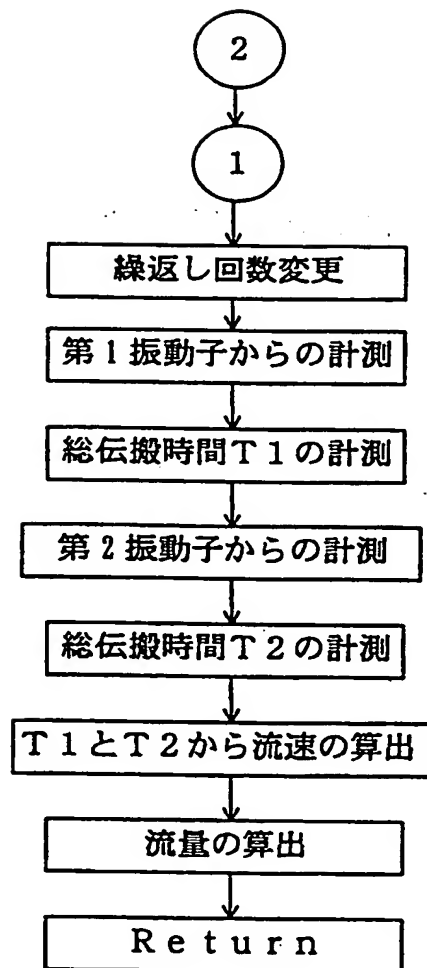 2
1
繰返し回数変更
第1振動子からの計測
総伝搬時間T1の計測
第2振動子からの計測
総伝搬時間T2の計測
T1とT2から流速の算出
流量の算出
Return